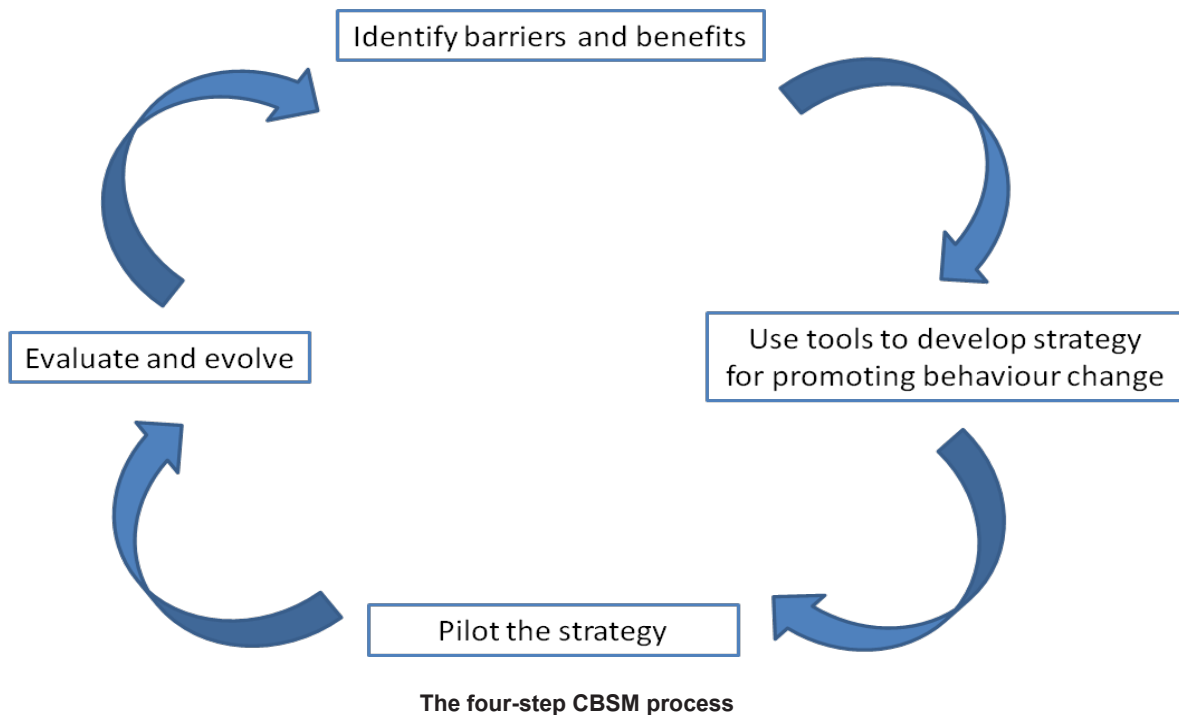 Identify barriers and benefits
Use tools to develop strategy
for promoting behaviour change
Pilot the strategy
Evaluate and evolve
The four-step CBSM process